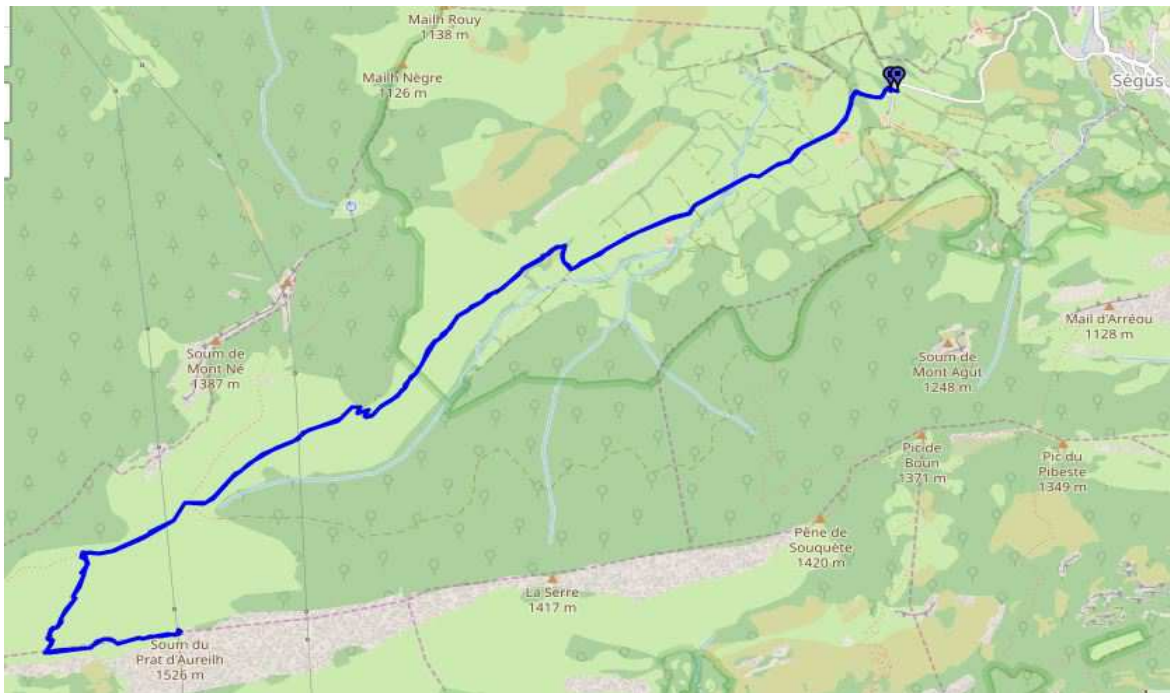 Mailh Rouy
1138 m
Mailh Nègre
1126 m
Ségus
Mail d'Arréou
1128 m
Soum de
Mont Né
1387 m
Soum de
Mont Agut
1248 m
Pic de
Boun
1371 m
Pic du
Pibeste
1349 m
Pène de
Souquète
1420 m
La Serre
1417 m
Soum du
Prat d'Aureilh
1526 m